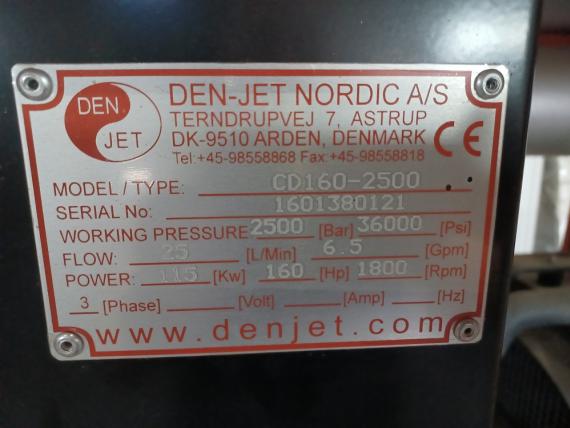 DEN JET
DEN-JET NORDIC A/S
TERNDRUPVEJ 7, ASTRUP
DK-9510 ARDEN, DENMARK
CE
Tel:+45-98558868 Fax:+45-98558818
MODEL / TYPE: CD160-2500
SERIAL No: 1601380121
WORKING PRESSURE 2500 [Bar] 36000 [Psi]
FLOW: 25 [L/Min] 6.5 [Gpm]
POWER: 115 [Kw] 160 [Hp] 1800 [Rpm]
3 [Phase] [Volt] [Amp] [Hz]
www.denjet.com